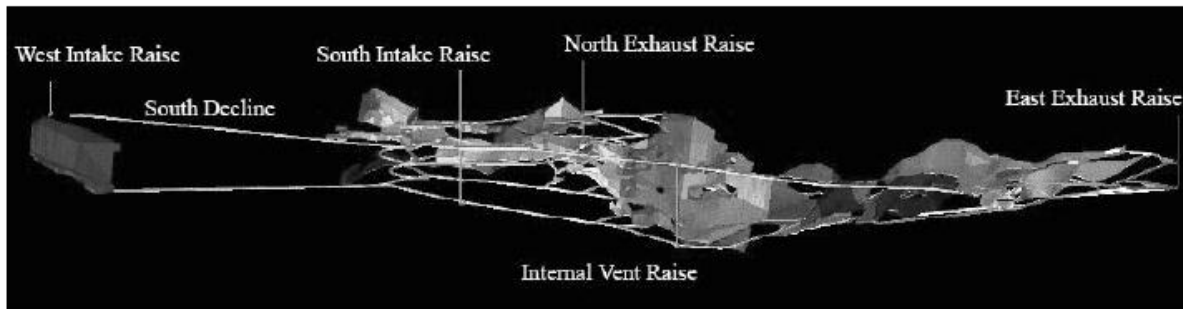 West Intake Raise
South Decline
South Intake Raise
North Exhaust Raise
East Exhaust Raise
Internal Vent Raise